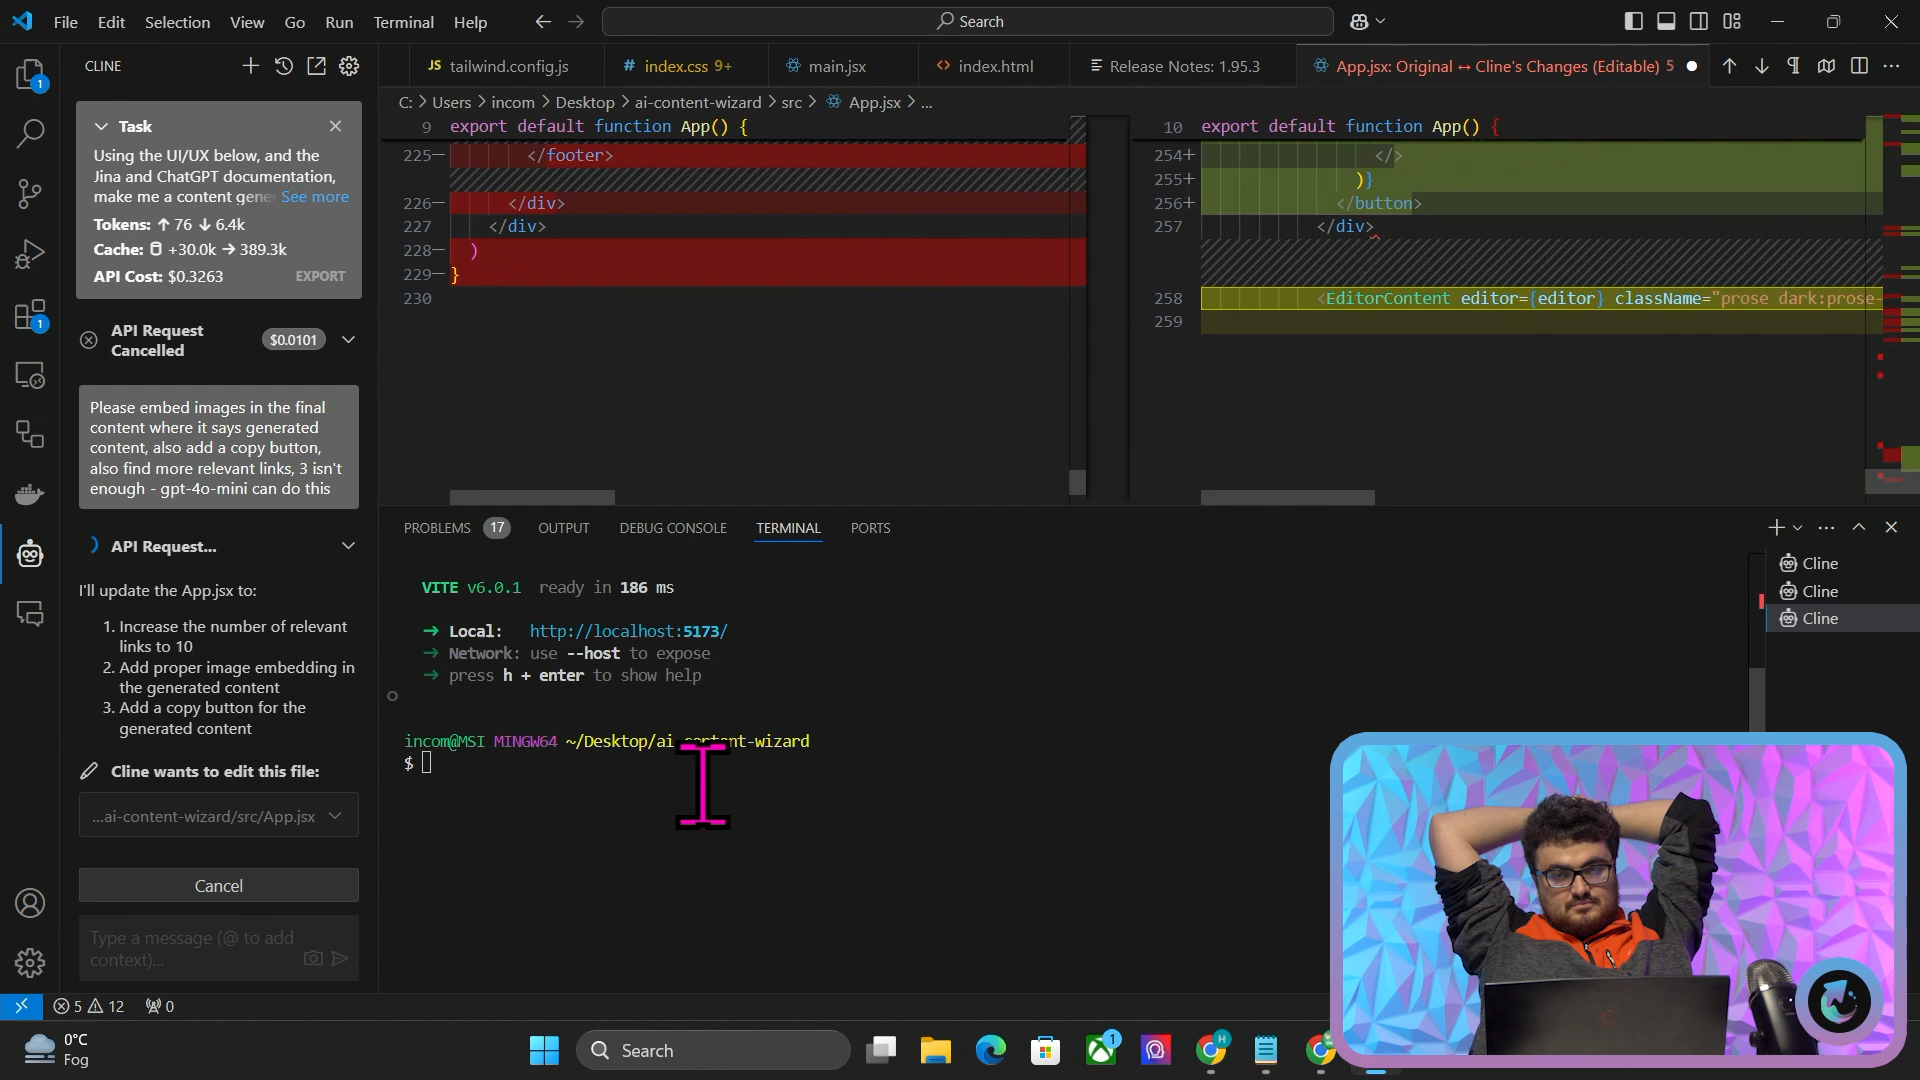 File Edit Selection View Go Run Terminal Help
Search
CLINE
tailwind.config.js
index.css 9+
main.jsx
index.html
Release Notes: 1.95.3
App.jsx: Original ↔ Cline's Changes (Editable) 5
C: > Users > incom > Desktop > ai-content-wizard > src > App.jsx > ...
1
Task
Using the UI/UX below, and the
Jina and ChatGPT documentation,
make me a content gene See more
Tokens: ↑ 76 ↓ 6.4k
Cache: +30.0k → 389.3k
API Cost: $0.3263 EXPORT
1
API Request
Cancelled
$0.0101
Please embed images in the final
content where it says generated
content, also add a copy button,
also find more relevant links, 3 isn't
enough - gpt-4o-mini can do this
API Request...
I'll update the App.jsx to:
1. Increase the number of relevant
links to 10
2. Add proper image embedding in
the generated content
3. Add a copy button for the
generated content
Cline wants to edit this file:
...ai-content-wizard/src/App.jsx
Cancel
Type a message (@ to add
context)...
9 export default function App() {
225— </footer>
226— </div>
227 </div>
228— )
229— }
230
10 export default function App() {
254+ </>
255+ )}
256+ </button>
257 </div>
258 <EditorContent editor={editor} className="prose dark:prose-
259
PROBLEMS 17 OUTPUT DEBUG CONSOLE TERMINAL PORTS
VITE v6.0.1 ready in 186 ms
→ Local: http://localhost:5173/
→ Network: use --host to expose
→ press h + enter to show help
incom@MSI MINGW64 ~/Desktop/ai-content-wizard
$
Cline
Cline
Cline
5 12 0
0°C
Fog
Search
1
H